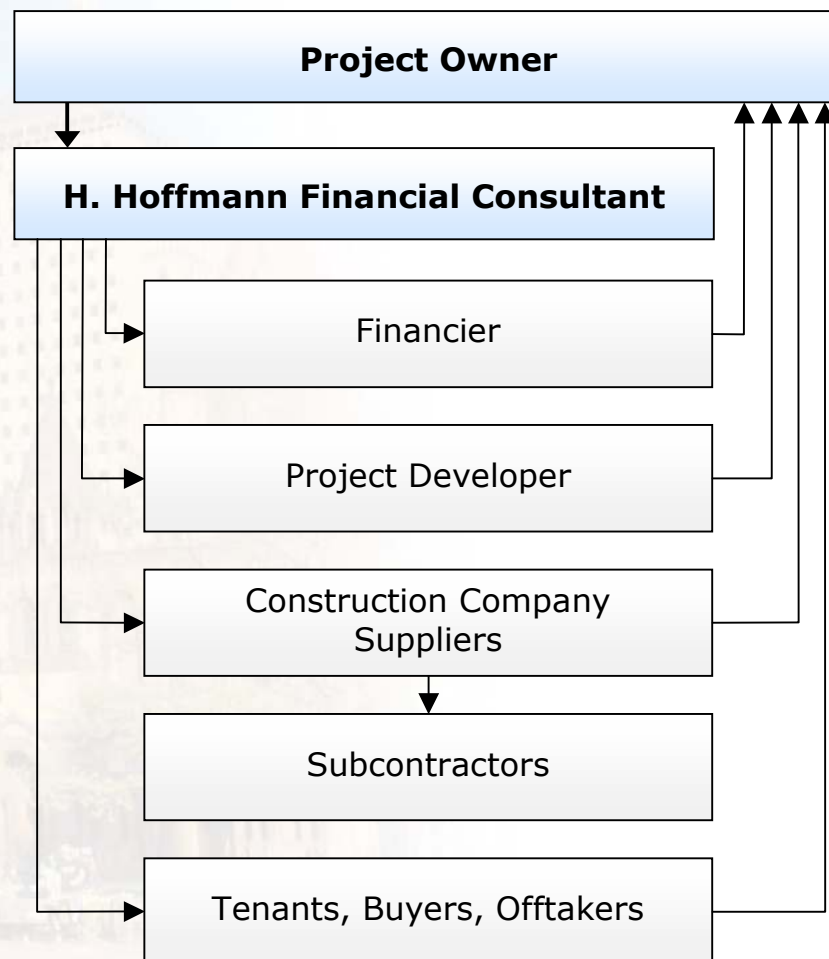 Project Owner
H. Hoffmann Financial Consultant
Financier
Project Developer
Construction Company
Suppliers
Subcontractors
Tenants, Buyers, Offtakers